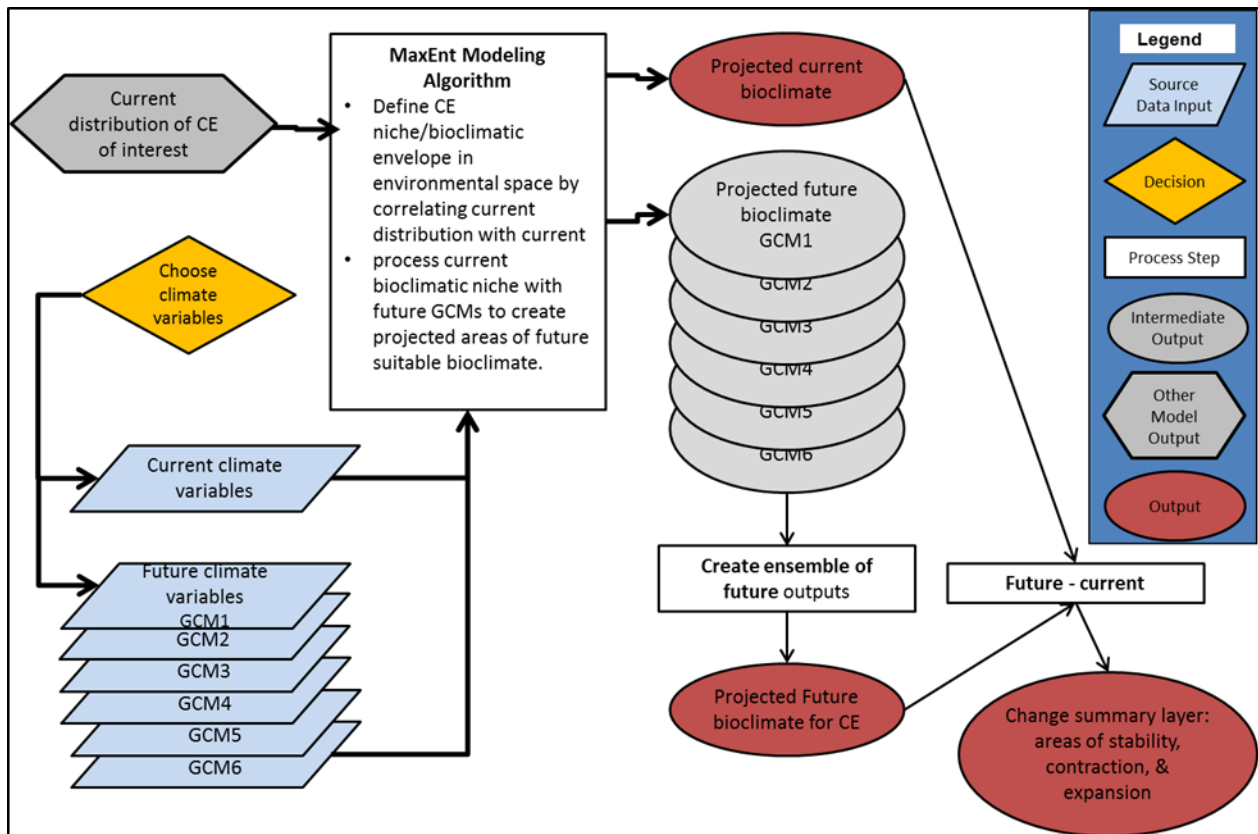 Current
distribution of CE
of interest
Choose
climate
variables
Current climate
variables
Future climate
variables
GCM1
GCM2
GCM3
GCM4
GCM5
GCM6
MaxEnt Modeling
Algorithm
• Define CE
niche/bioclimatic
envelope in
environmental space by
correlating current
distribution with current
• process current
bioclimatic niche with
future GCMs to create
projected areas of future
suitable bioclimate.
Projected current
bioclimate
Projected future
bioclimate
GCM1
GCM2
GCM3
GCM4
GCM5
GCM6
Create ensemble of
future outputs
Projected Future
bioclimate for CE
Future - current
Change summary layer:
areas of stability,
contraction, &
expansion
Legend
Source
Data Input
Decision
Process Step
Intermediate
Output
Other
Model
Output
Output